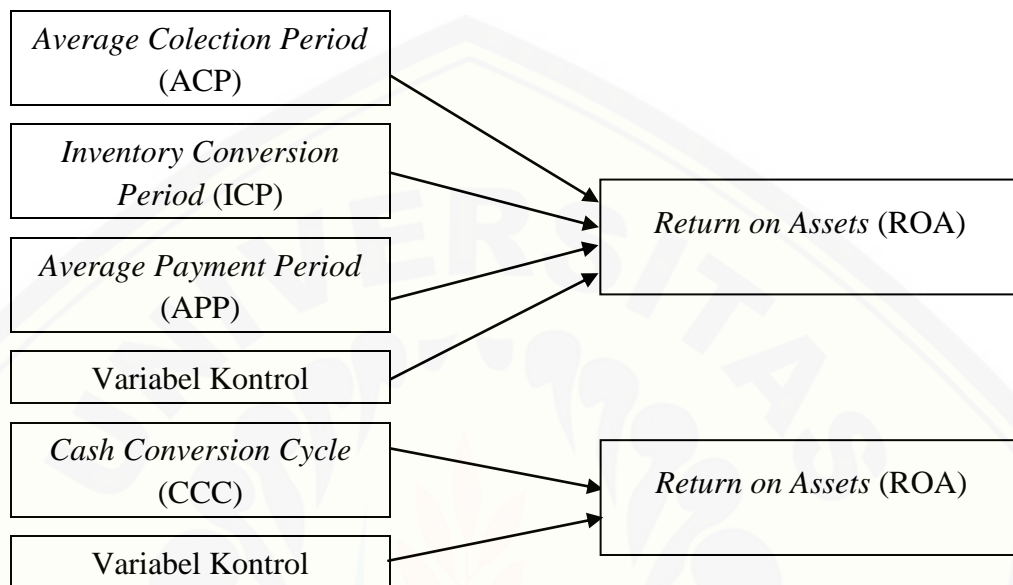 Average Colection Period
(ACP)
Inventory Conversion
Period (ICP)
Return on Assets (ROA)
Average Payment Period
(APP)
Variabel Kontrol
Cash Conversion Cycle
(CCC)
Return on Assets (ROA)
Variabel Kontrol
UNIVERSITAS